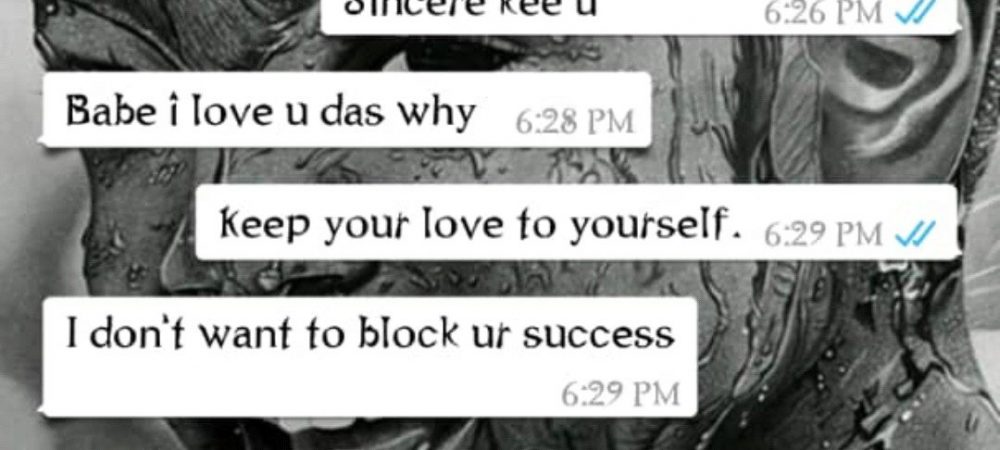 Sincere kee u
6:26 PM
Babe i love u das why 6:28 PM
Keep your love to yourself. 6:29 PM
I don't want to block ur success
6:29 PM